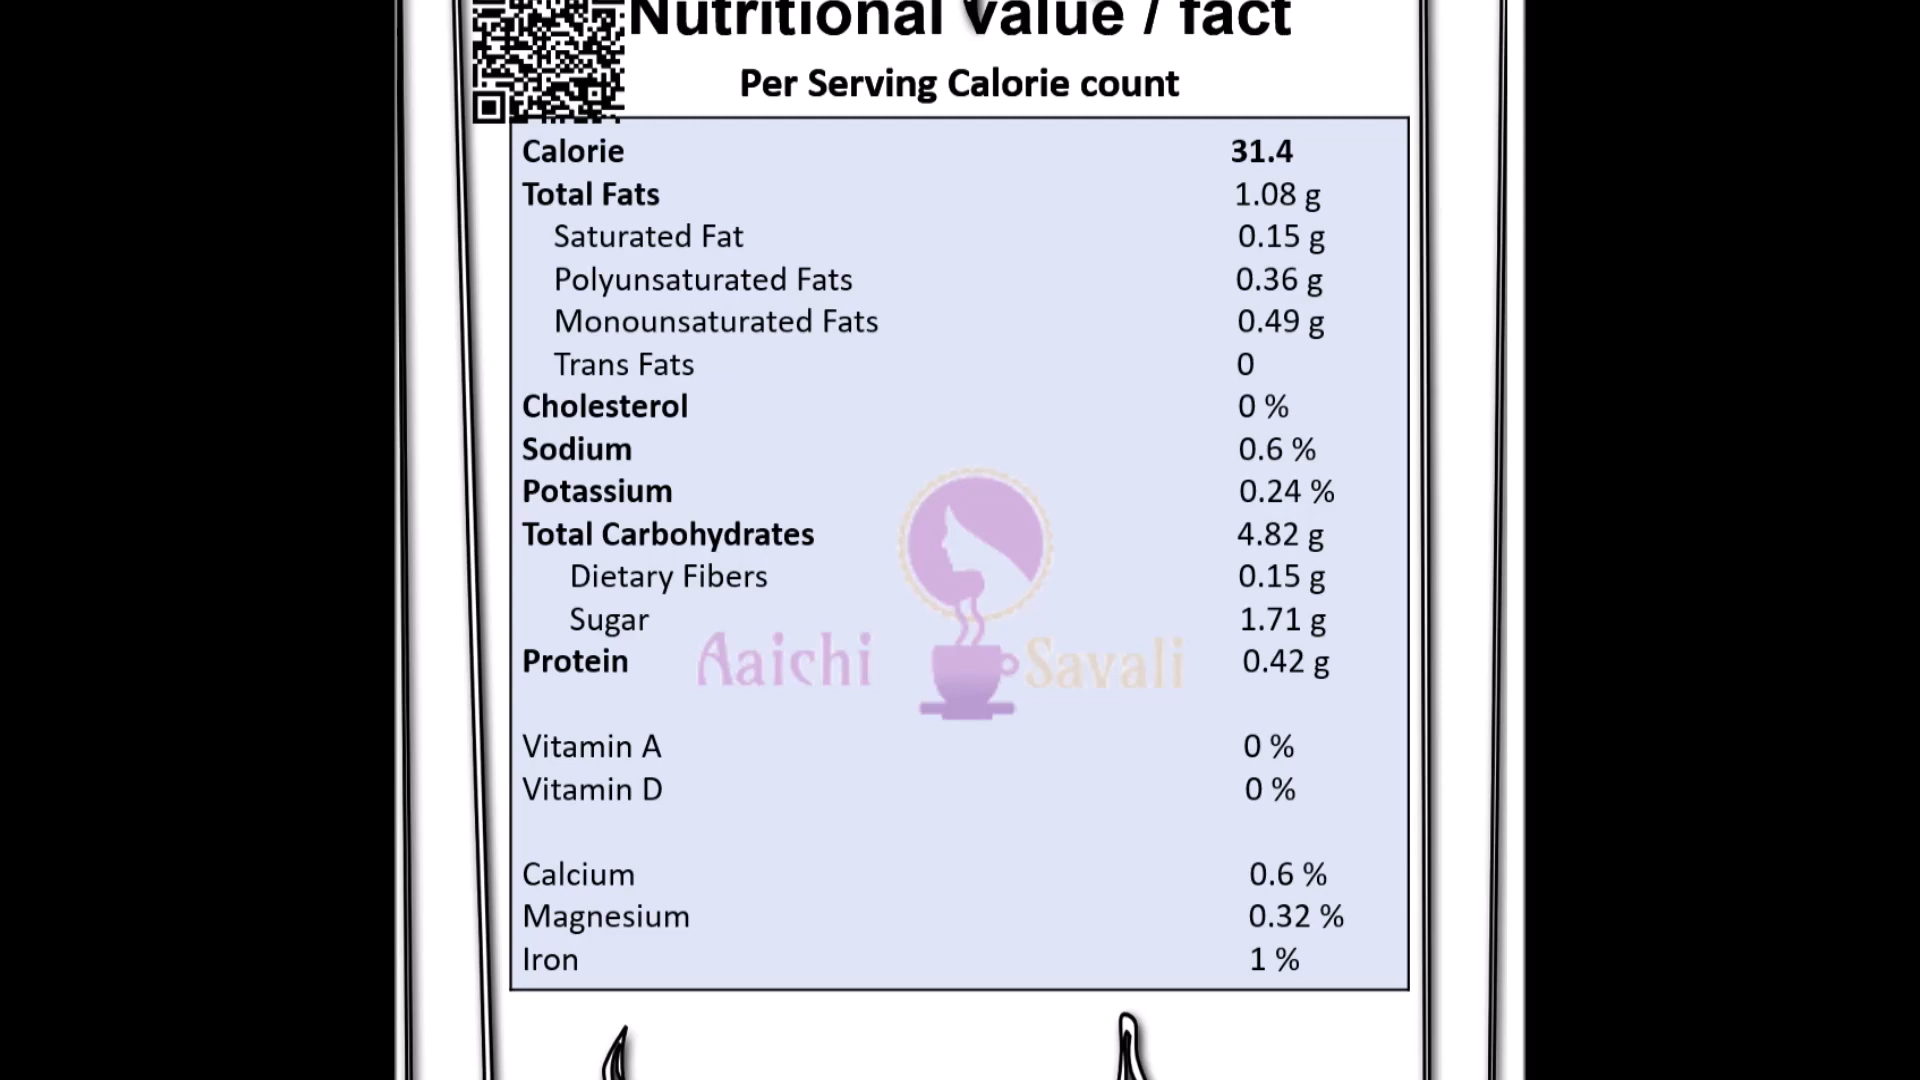 Nutritional Value / fact
Per Serving Calorie count
Calorie 31.4
Total Fats 1.08 g
Saturated Fat 0.15 g
Polyunsaturated Fats 0.36 g
Monounsaturated Fats 0.49 g
Trans Fats 0
Cholesterol 0 %
Sodium 0.6 %
Potassium 0.24 %
Total Carbohydrates 4.82 g
Dietary Fibers 0.15 g
Sugar 1.71 g
Protein 0.42 g
Aaichi Savali
Vitamin A 0 %
Vitamin D 0 %
Calcium 0.6 %
Magnesium 0.32 %
Iron 1 %